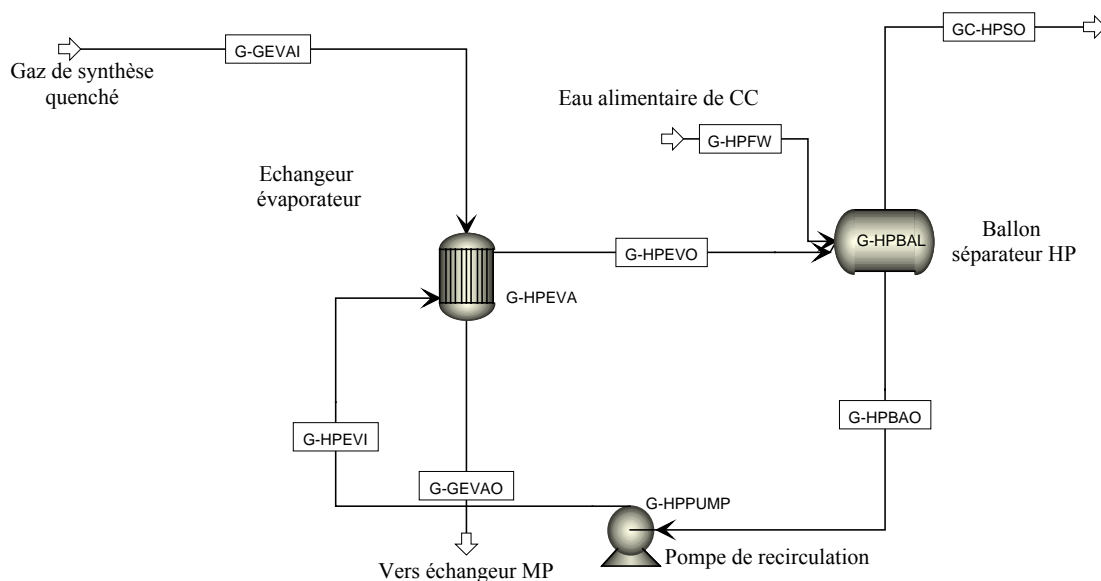 GC-HPSO
G-GEVAI
Gaz de synthèse
quenché
Eau alimentaire de CC
G-HPFW
Echangeur
évaporateur
G-HPEVO
G-HPBAL
Ballon
séparateur HP
G-HPEVA
G-HPBAO
G-HPEVI
G-GEVAO
G-HPPUMP
Pompe de recirculation
Vers échangeur MP